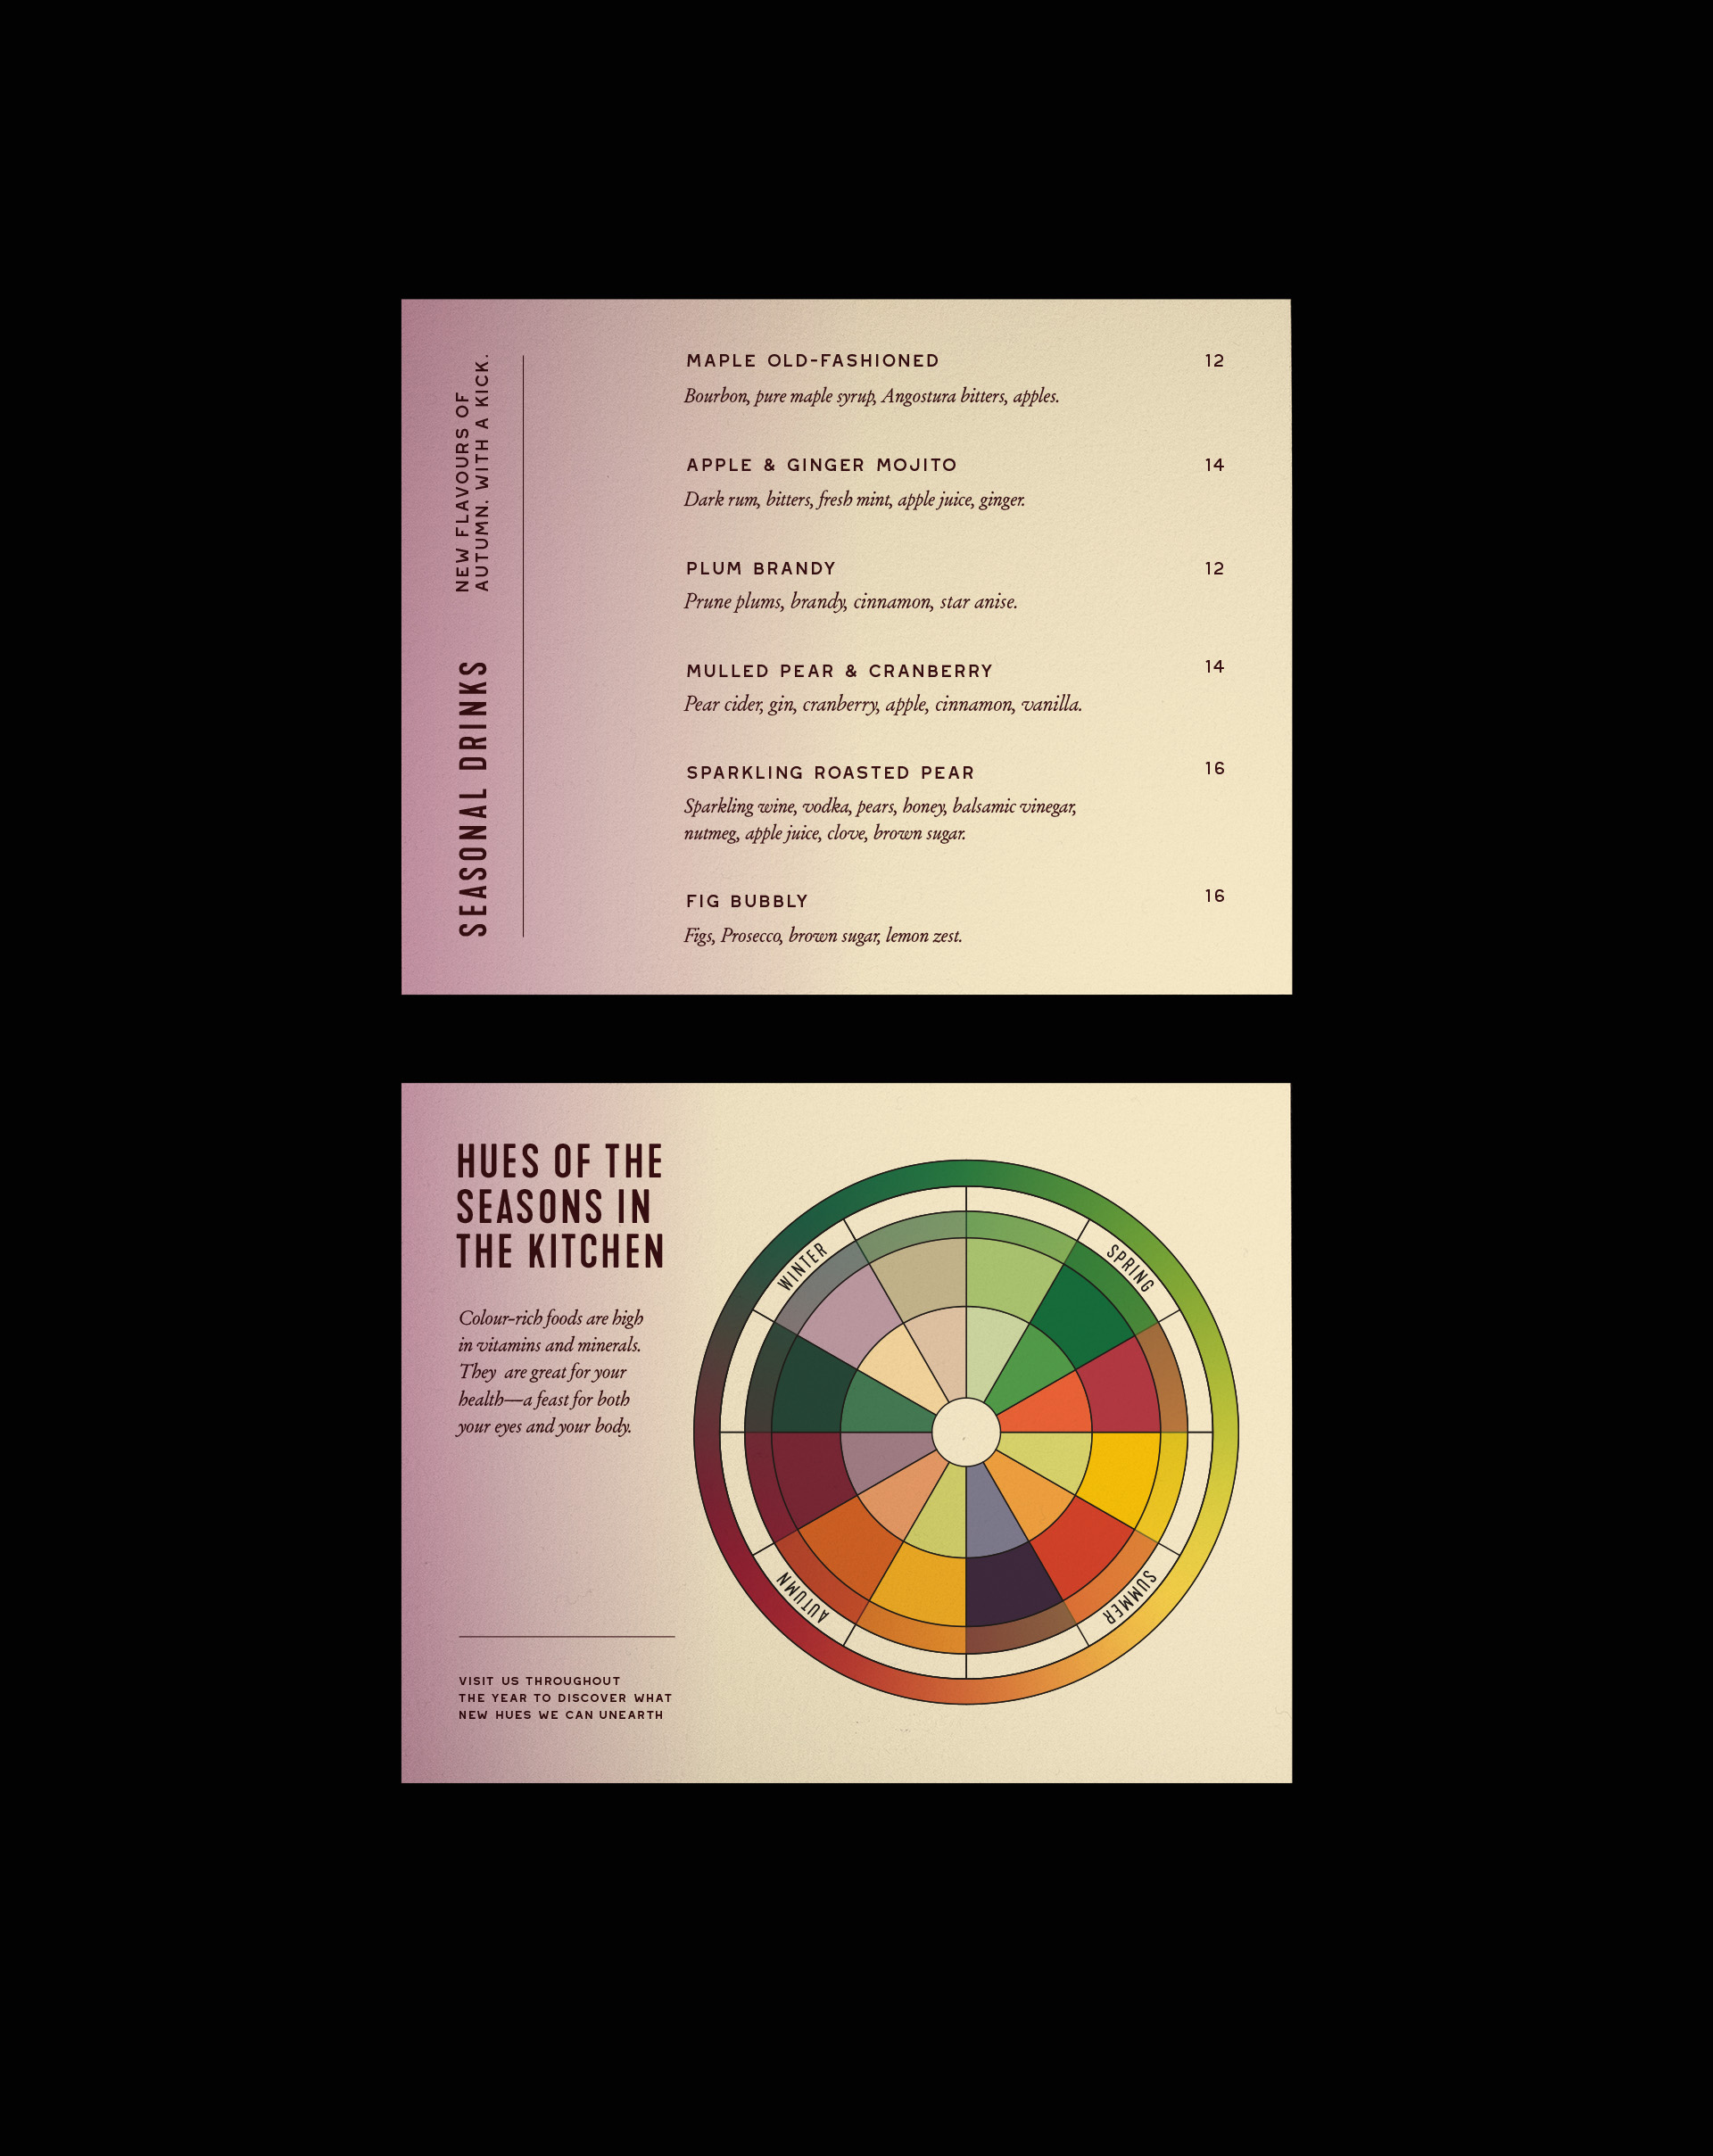 SEASONAL DRINKS
NEW FLAVOURS OF
AUTUMN. WITH A KICK.
MAPLE OLD-FASHIONED 12
Bourbon, pure maple syrup, Angostura bitters, apples.
APPLE & GINGER MOJITO 14
Dark rum, bitters, fresh mint, apple juice, ginger.
PLUM BRANDY 12
Prune plums, brandy, cinnamon, star anise.
MULLED PEAR & CRANBERRY 14
Pear cider, gin, cranberry, apple, cinnamon, vanilla.
SPARKLING ROASTED PEAR 16
Sparkling wine, vodka, pears, honey, balsamic vinegar,
nutmeg, apple juice, clove, brown sugar.
FIG BUBBLY 16
Figs, Prosecco, brown sugar, lemon zest.
HUES OF THE
SEASONS IN
THE KITCHEN
Colour-rich foods are high
in vitamins and minerals.
They are great for your
health—a feast for both
your eyes and your body.
VISIT US THROUGHOUT
THE YEAR TO DISCOVER WHAT
NEW HUES WE CAN UNEARTH
WINTER
SPRING
SUMMER
AUTUMN